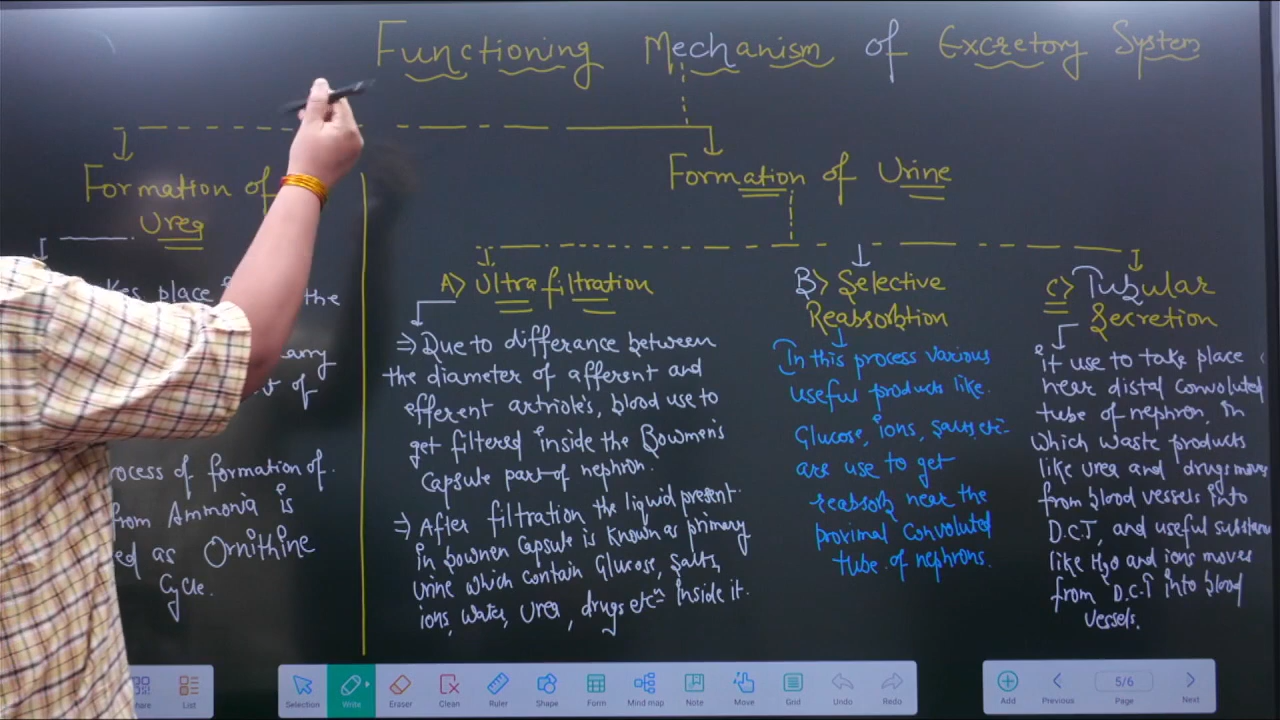 Functioning Mechanism of Excretory System
Formation of
Urea
place the
of
process of formation of
from Ammonia is
as Ornithine
Cycle.
Formation of Urine
A> Ultra filtration
⇒ Due to differance between
the diameter of afferent and
efferent artriole's, blood use to
get filtered inside the Bowmen's
Capsule part of nephron.
⇒ After filtration the liquid present
in bowmen capsule is known as primary
urine which contain Glucose, Salts,
ions, water, Urea, drugs etc inside it.
B> Selective
Reabsorbtion
In this process various
useful products like
Glucose, ions, salts, etc
are use to get
reabsorb near the
proximal Convoluted
tube of nephrons.
C> Tubular
Secretion
it use to take place
near distal Convoluted
tube of nephron, In
which waste products
like urea and drugs moves
from blood vessels into
D.C.T, and useful
like H2O and ions moves
from D.C.T into blood
vessels.
Share
List
Selection
Write
Eraser
Clean
Ruler
Shape
Form
Mind map
Note
Move
Grid
Undo
Redo
Add
Previous
5/6
Page
Next